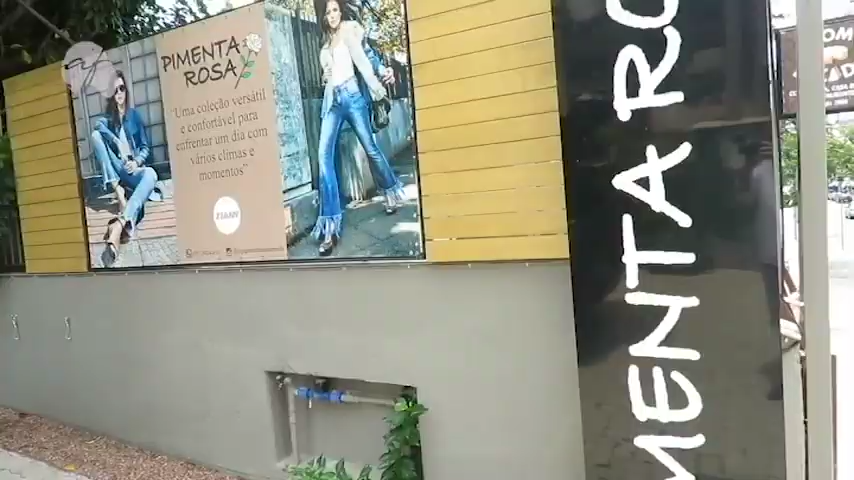 PIMENTA
ROSA
"Uma coleção versátil
e confortável para
enfrentar um dia com
vários climas e
momentos"
MENTA RO